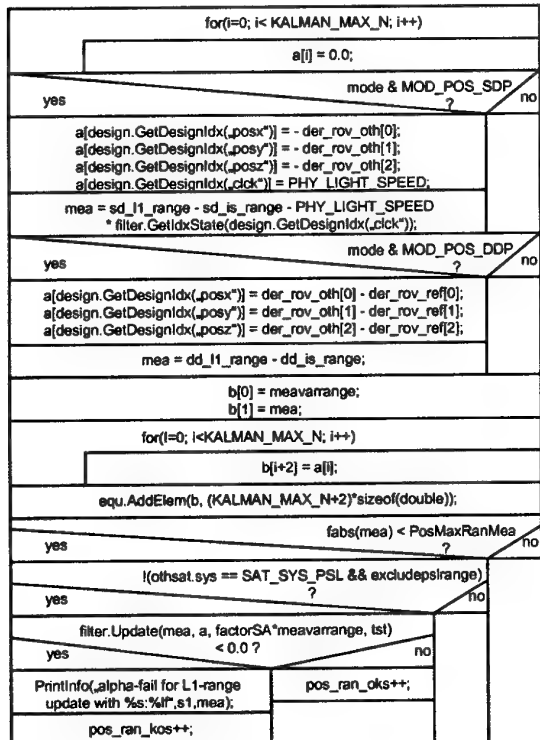 for(i=0; i< KALMAN_MAX_N; i++)
a[i] = 0.0;
mode & MOD_POS_SDP
?
yes
no
a[design.GetDesignIdx(„posx“)] = - der_rov_oth[0];
a[design.GetDesignIdx(„posy“)] = - der_rov_oth[1];
a[design.GetDesignIdx(„posz“)] = - der_rov_oth[2];
a[design.GetDesignIdx(„clck“)] = PHY_LIGHT_SPEED;
mea = sd_l1_range - sd_is_range - PHY_LIGHT_SPEED
* filter.GetIdxState(design.GetDesignIdx(„clck“));
mode & MOD_POS_DDP
?
yes
no
a[design.GetDesignIdx(„posx“)] = der_rov_oth[0] - der_rov_ref[0];
a[design.GetDesignIdx(„posy“)] = der_rov_oth[1] - der_rov_ref[1];
a[design.GetDesignIdx(„posz“)] = der_rov_oth[2] - der_rov_ref[2];
mea = dd_l1_range - dd_is_range;
b[0] = meavarrange;
b[1] = mea;
for(I=0; i<KALMAN_MAX_N; i++)
b[i+2] = a[i];
equ.AddElem(b, (KALMAN_MAX_N+2)*sizeof(double));
fabs(mea) < PosMaxRanMea
?
yes
no
!(othsat.sys == SAT_SYS_PSL && excludepslrange)
?
yes
no
filter.Update(mea, a, factorSA*meavarrange, tst)
< 0.0 ?
yes
no
PrintInfo(„alpha-fail for L1-range
update with %s:%lf“,s1,mea);
pos_ran_oks++;
pos_ran_kos++;